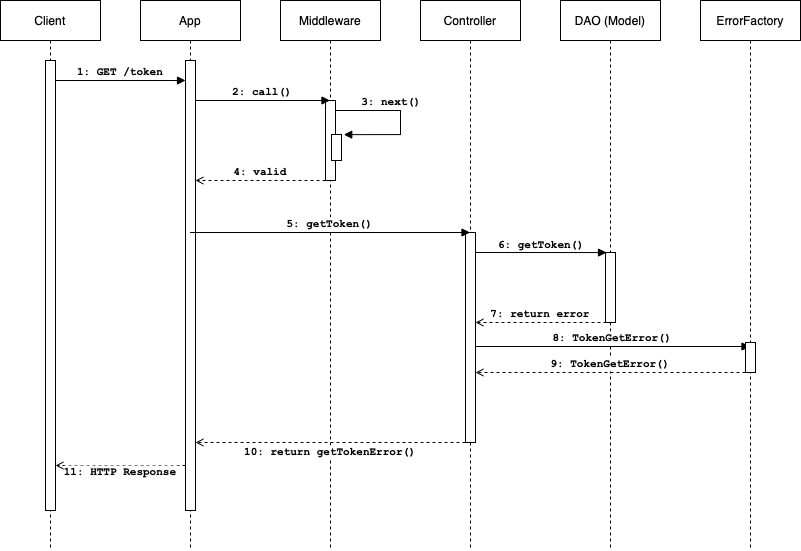 Client
App
Middleware
Controller
DAO (Model)
ErrorFactory
1: GET /token
2: call()
3: next()
4: valid
5: getToken()
6: getToken()
7: return error
8: TokenGetError()
9: TokenGetError()
10: return getTokenError()
11: HTTP Response